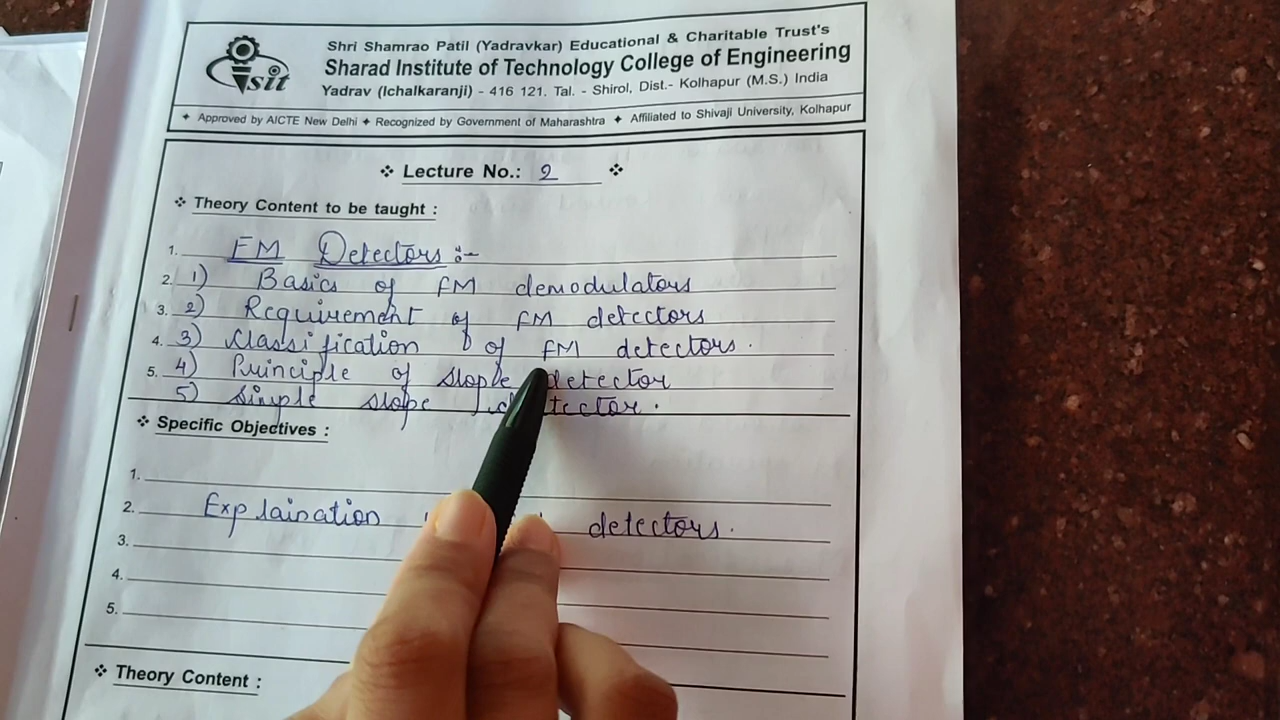 sit
Shri Shamrao Patil (Yadravkar) Educational & Charitable Trust's
Sharad Institute of Technology College of Engineering
Yadrav (Ichalkaranji) - 416 121. Tal. - Shirol, Dist.- Kolhapur (M.S.) India
✦ Approved by AICTE New Delhi ✦ Recognized by Government of Maharashtra ✦ Affiliated to Shivaji University, Kolhapur
❖ Lecture No.: 2 ❖
❖ Theory Content to be taught :
1. FM Detectors :-
2. 1) Basics of FM demodulators
3. 2) Requirement of FM detectors
4. 3) Classification of FM detectors.
5. 4) Principle of slope detector
5) Simple slope detector.
❖ Specific Objectives :
1.
2. Explaination detectors.
3.
4.
5.
❖ Theory Content :